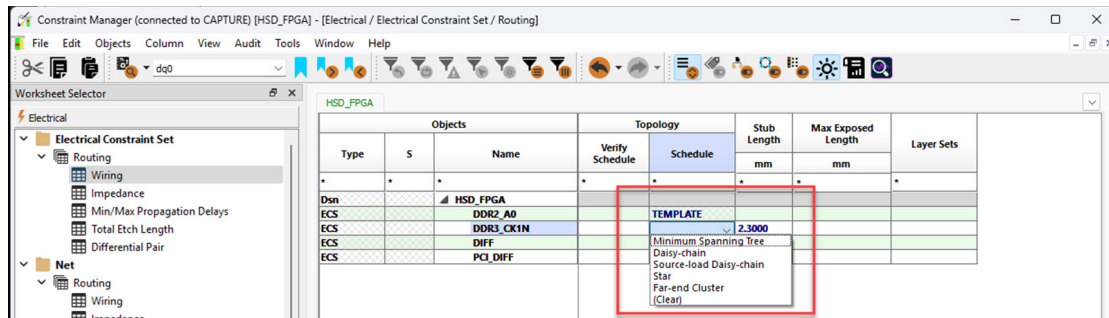 Constraint Manager (connected to CAPTURE) [HSD_FPGA] - [Electrical / Electrical Constraint Set / Routing]
File Edit Objects Column View Audit Tools Window Help
dq0
Worksheet Selector
Electrical
Electrical Constraint Set
Routing
Wiring
Impedance
Min/Max Propagation Delays
Total Etch Length
Differential Pair
Net
Routing
Wiring
HSD_FPGA
Objects Topology Stub Length Max Exposed Length Layer Sets
Type S Name Verify Schedule Schedule mm mm
* * * * * * * *
Dsn HSD_FPGA
ECS DDR2_A0 TEMPLATE
ECS DDR3_CK1N 2.3000
ECS DIFF
ECS PCI_DIFF
Minimum Spanning Tree
Daisy-chain
Source-load Daisy-chain
Star
Far-end Cluster
(Clear)